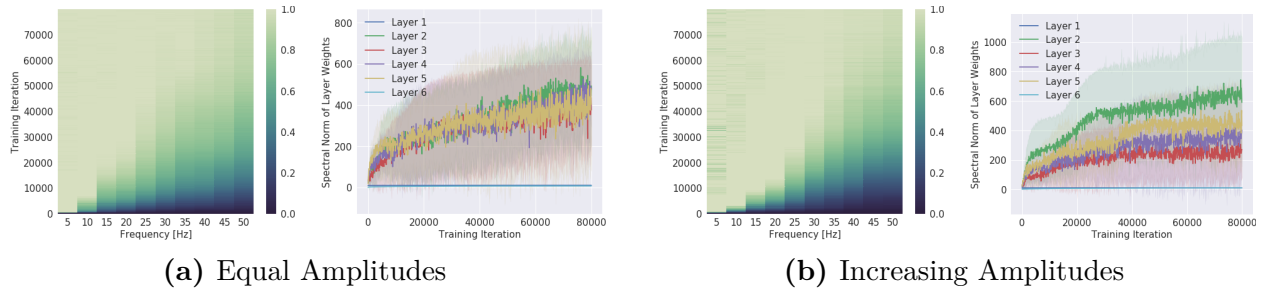 Training Iteration
70000
60000
50000
40000
30000
20000
10000
0
5 10 15 20 25 30 35 40 45 50
Frequency [Hz]
1.0
0.8
0.6
0.4
0.2
0.0
Spectral Norm of Layer Weights
800
600
400
200
0
Layer 1
Layer 2
Layer 3
Layer 4
Layer 5
Layer 6
0 20000 40000 60000 80000
Training Iteration
(a) Equal Amplitudes
Training Iteration
70000
60000
50000
40000
30000
20000
10000
0
5 10 15 20 25 30 35 40 45 50
Frequency [Hz]
1.0
0.8
0.6
0.4
0.2
0.0
Spectral Norm of Layer Weights
1000
800
600
400
200
0
Layer 1
Layer 2
Layer 3
Layer 4
Layer 5
Layer 6
0 20000 40000 60000 80000
Training Iteration
(b) Increasing Amplitudes